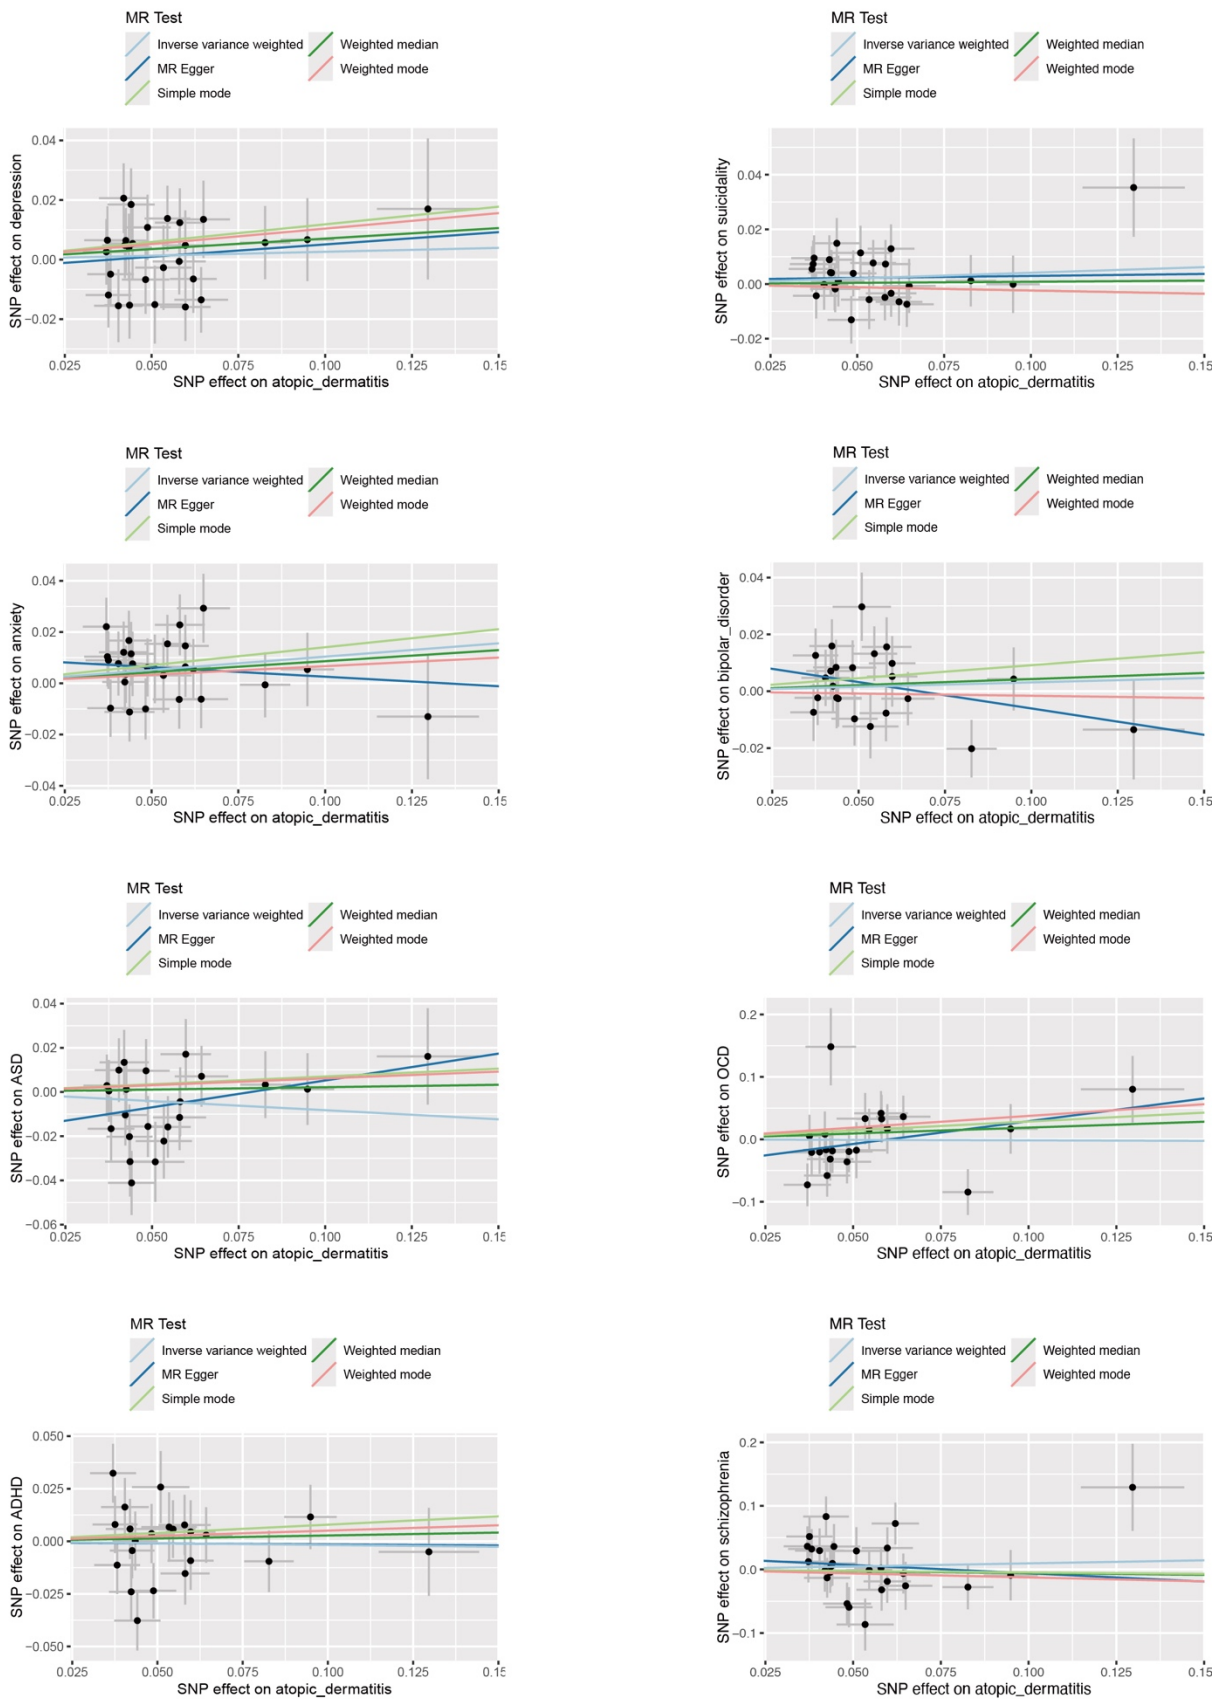 MR Test
Inverse variance weighted Weighted median
MR Egger Weighted mode
Simple mode
SNP effect on depression
0.04
0.02
0.00
−0.02
0.025 0.050 0.075 0.100 0.125 0.15
SNP effect on atopic_dermatitis
MR Test
Inverse variance weighted Weighted median
MR Egger Weighted mode
Simple mode
SNP effect on suicidality
0.04
0.02
0.00
−0.02
0.025 0.050 0.075 0.100 0.125 0.15
SNP effect on atopic_dermatitis
MR Test
Inverse variance weighted Weighted median
MR Egger Weighted mode
Simple mode
SNP effect on anxiety
0.04
0.02
0.00
−0.02
−0.04
0.025 0.050 0.075 0.100 0.125 0.15
SNP effect on atopic_dermatitis
MR Test
Inverse variance weighted Weighted median
MR Egger Weighted mode
Simple mode
SNP effect on bipolar_disorder
0.04
0.02
0.00
−0.02
0.025 0.050 0.075 0.100 0.125 0.15
SNP effect on atopic_dermatitis
MR Test
Inverse variance weighted Weighted median
MR Egger Weighted mode
Simple mode
SNP effect on ASD
0.04
0.02
0.00
−0.02
−0.04
−0.06
0.025 0.050 0.075 0.100 0.125 0.15
SNP effect on atopic_dermatitis
MR Test
Inverse variance weighted Weighted median
MR Egger Weighted mode
Simple mode
SNP effect on OCD
0.2
0.1
0.0
−0.1
0.025 0.050 0.075 0.100 0.125 0.15
SNP effect on atopic_dermatitis
MR Test
Inverse variance weighted Weighted median
MR Egger Weighted mode
Simple mode
SNP effect on ADHD
0.050
0.025
0.000
−0.025
−0.050
0.025 0.050 0.075 0.100 0.125 0.15
SNP effect on atopic_dermatitis
MR Test
Inverse variance weighted Weighted median
MR Egger Weighted mode
Simple mode
SNP effect on schizophrenia
0.2
0.1
0.0
−0.1
0.025 0.050 0.075 0.100 0.125 0.15
SNP effect on atopic_dermatitis